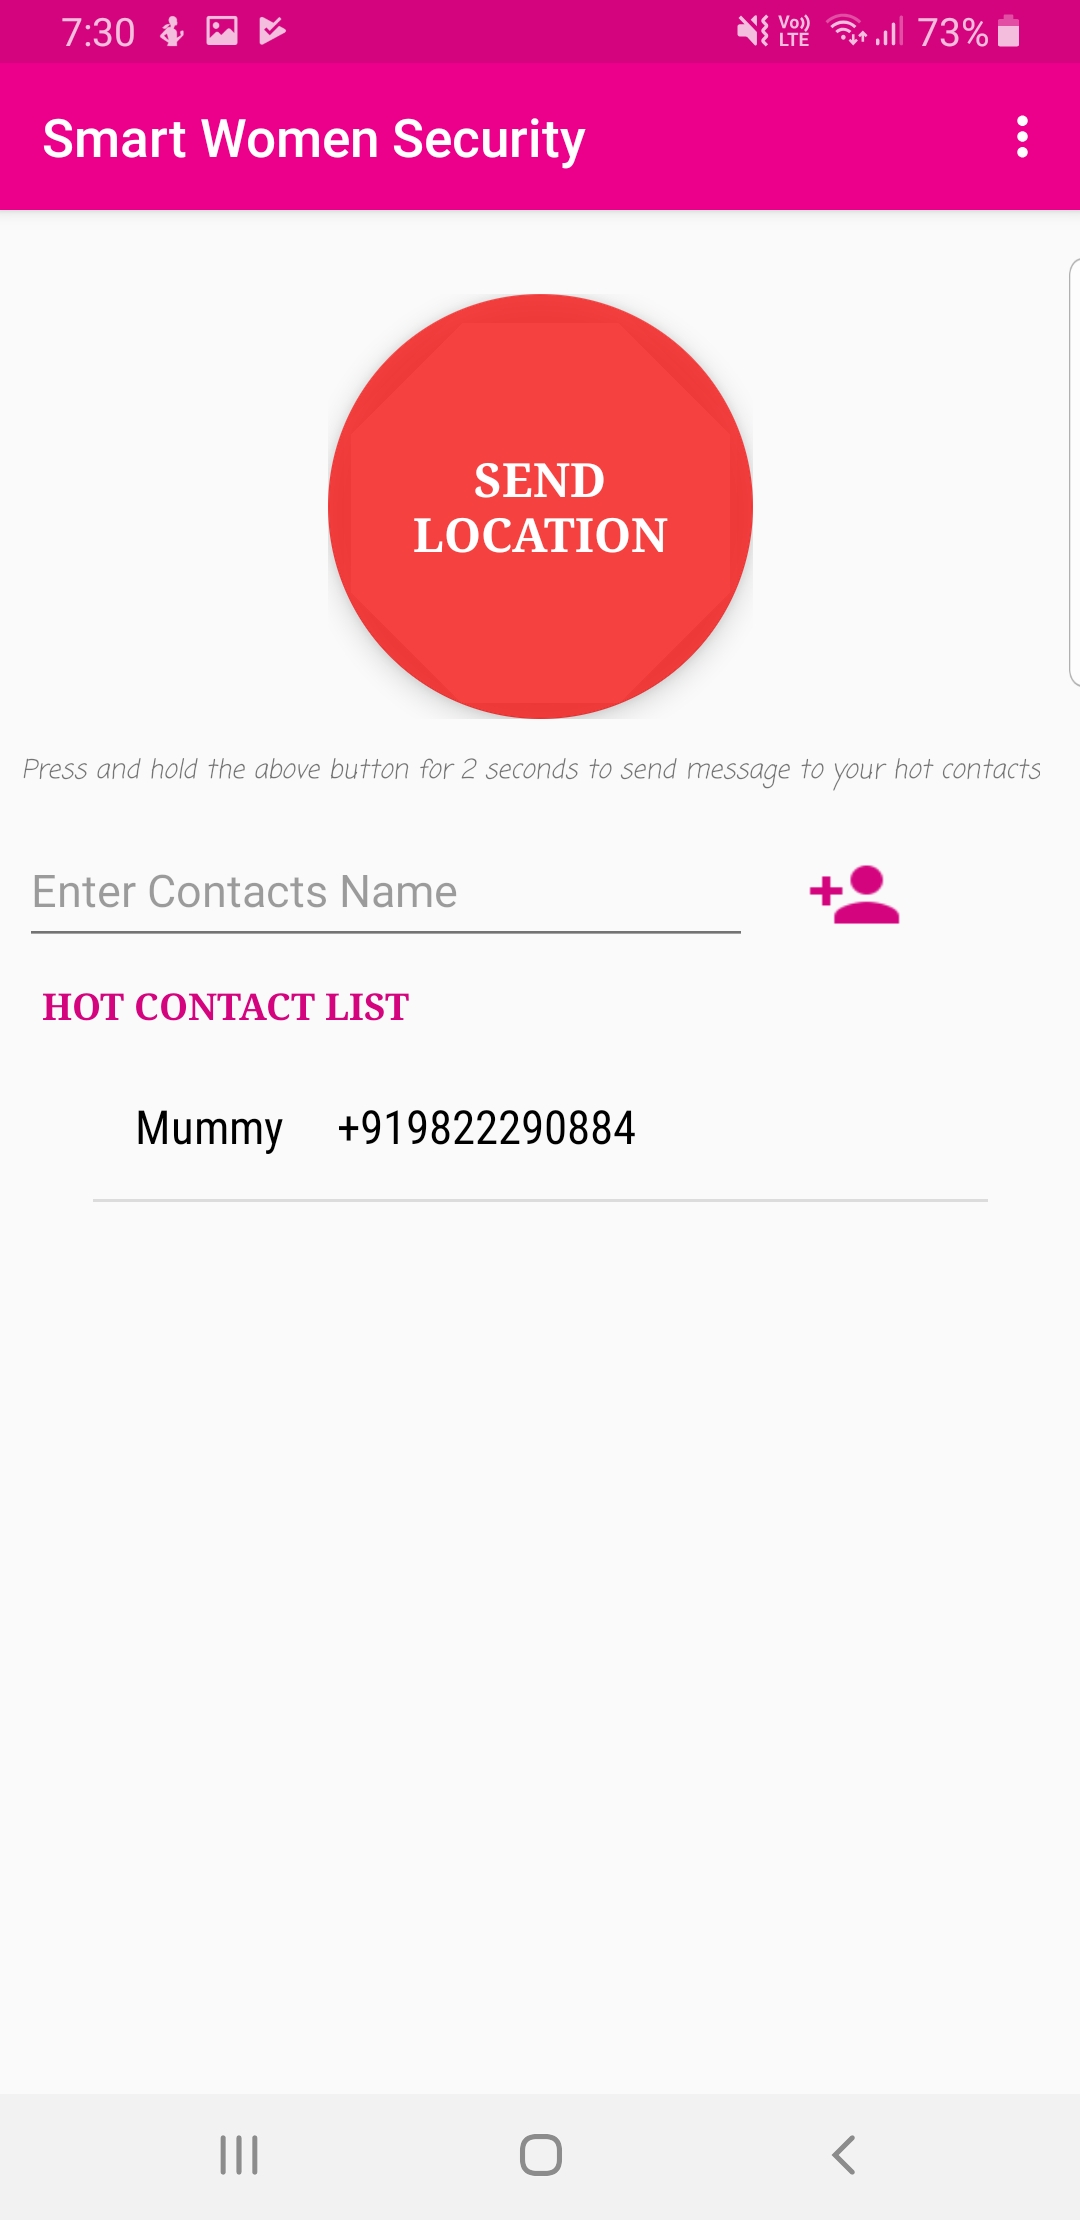 7:30 Vo)) LTE 73%
Smart Women Security
SEND
LOCATION
Press and hold the above button for 2 seconds to send message to your hot contacts
Enter Contacts Name
HOT CONTACT LIST
Mummy +919822290884